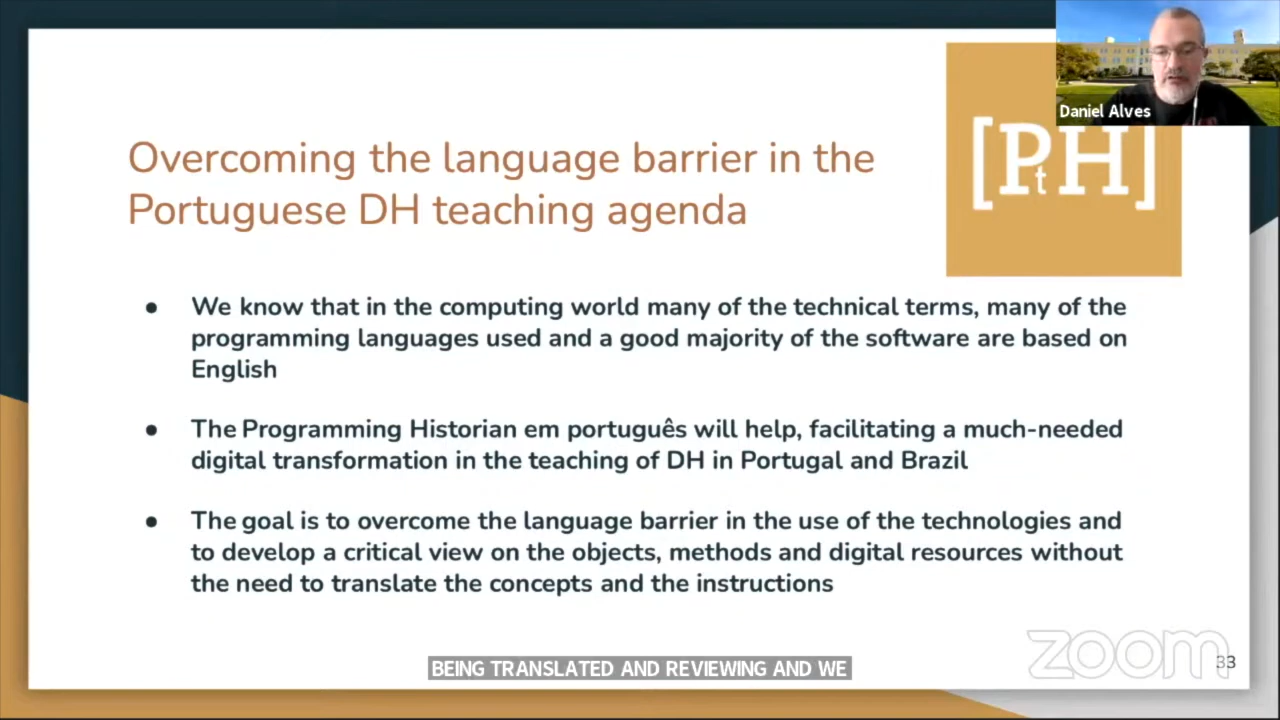 Daniel Alves
[PtH]
Overcoming the language barrier in the
Portuguese DH teaching agenda
● We know that in the computing world many of the technical terms, many of the
programming languages used and a good majority of the software are based on
English
● The Programming Historian em português will help, facilitating a much-needed
digital transformation in the teaching of DH in Portugal and Brazil
● The goal is to overcome the language barrier in the use of the technologies and
to develop a critical view on the objects, methods and digital resources without
the need to translate the concepts and the instructions
BEING TRANSLATED AND REVIEWING AND WE
zoom
33